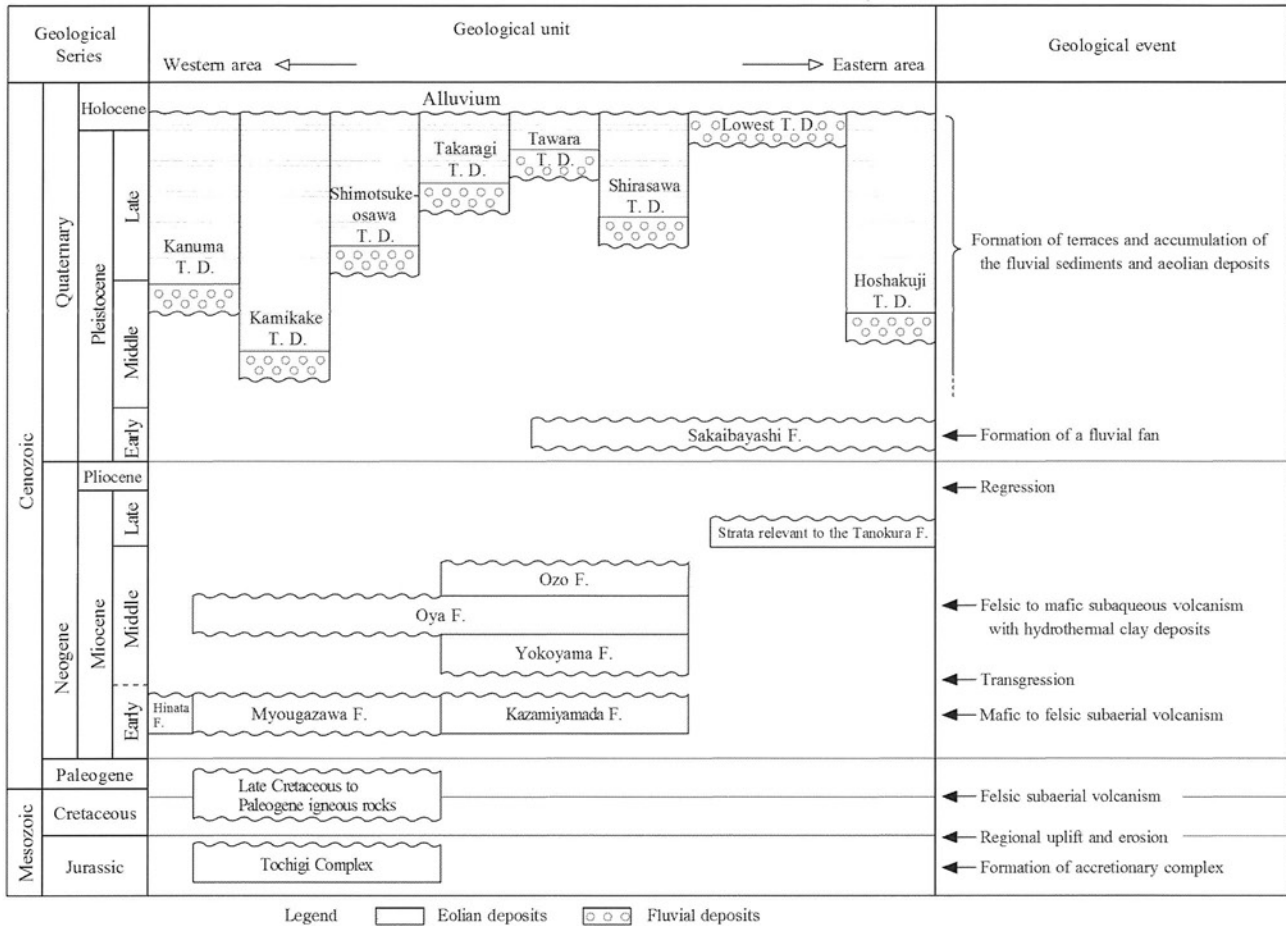 Geological
Series
Geological unit
Western area
Eastern area
Geological event
Cenozoic
Mesozoic
Quaternary
Neogene
Paleogene
Cretaceous
Jurassic
Holocene
Pleistocene
Late
Middle
Early
Pliocene
Miocene
Late
Middle
Early
Alluvium
Kanuma
T. D.
Kamikake
T. D.
Shimotsuke-
osawa
T. D.
Takaragi
T. D.
Tawara
T. D.
Shirasawa
T. D.
Lowest T. D.
Hoshakuji
T. D.
Sakaibayashi F.
Strata relevant to the Tanokura F.
Ozo F.
Oya F.
Yokoyama F.
Hinata
F.
Myougazawa F.
Kazamiyamada F.
Late Cretaceous to
Paleogene igneous rocks
Tochigi Complex
Formation of terraces and accumulation of
the fluvial sediments and aeolian deposits
Formation of a fluvial fan
Regression
Felsic to mafic subaqueous volcanism
with hydrothermal clay deposits
Transgression
Mafic to felsic subaerial volcanism
Felsic subaerial volcanism
Regional uplift and erosion
Formation of accretionary complex
Legend
Eolian deposits
Fluvial deposits